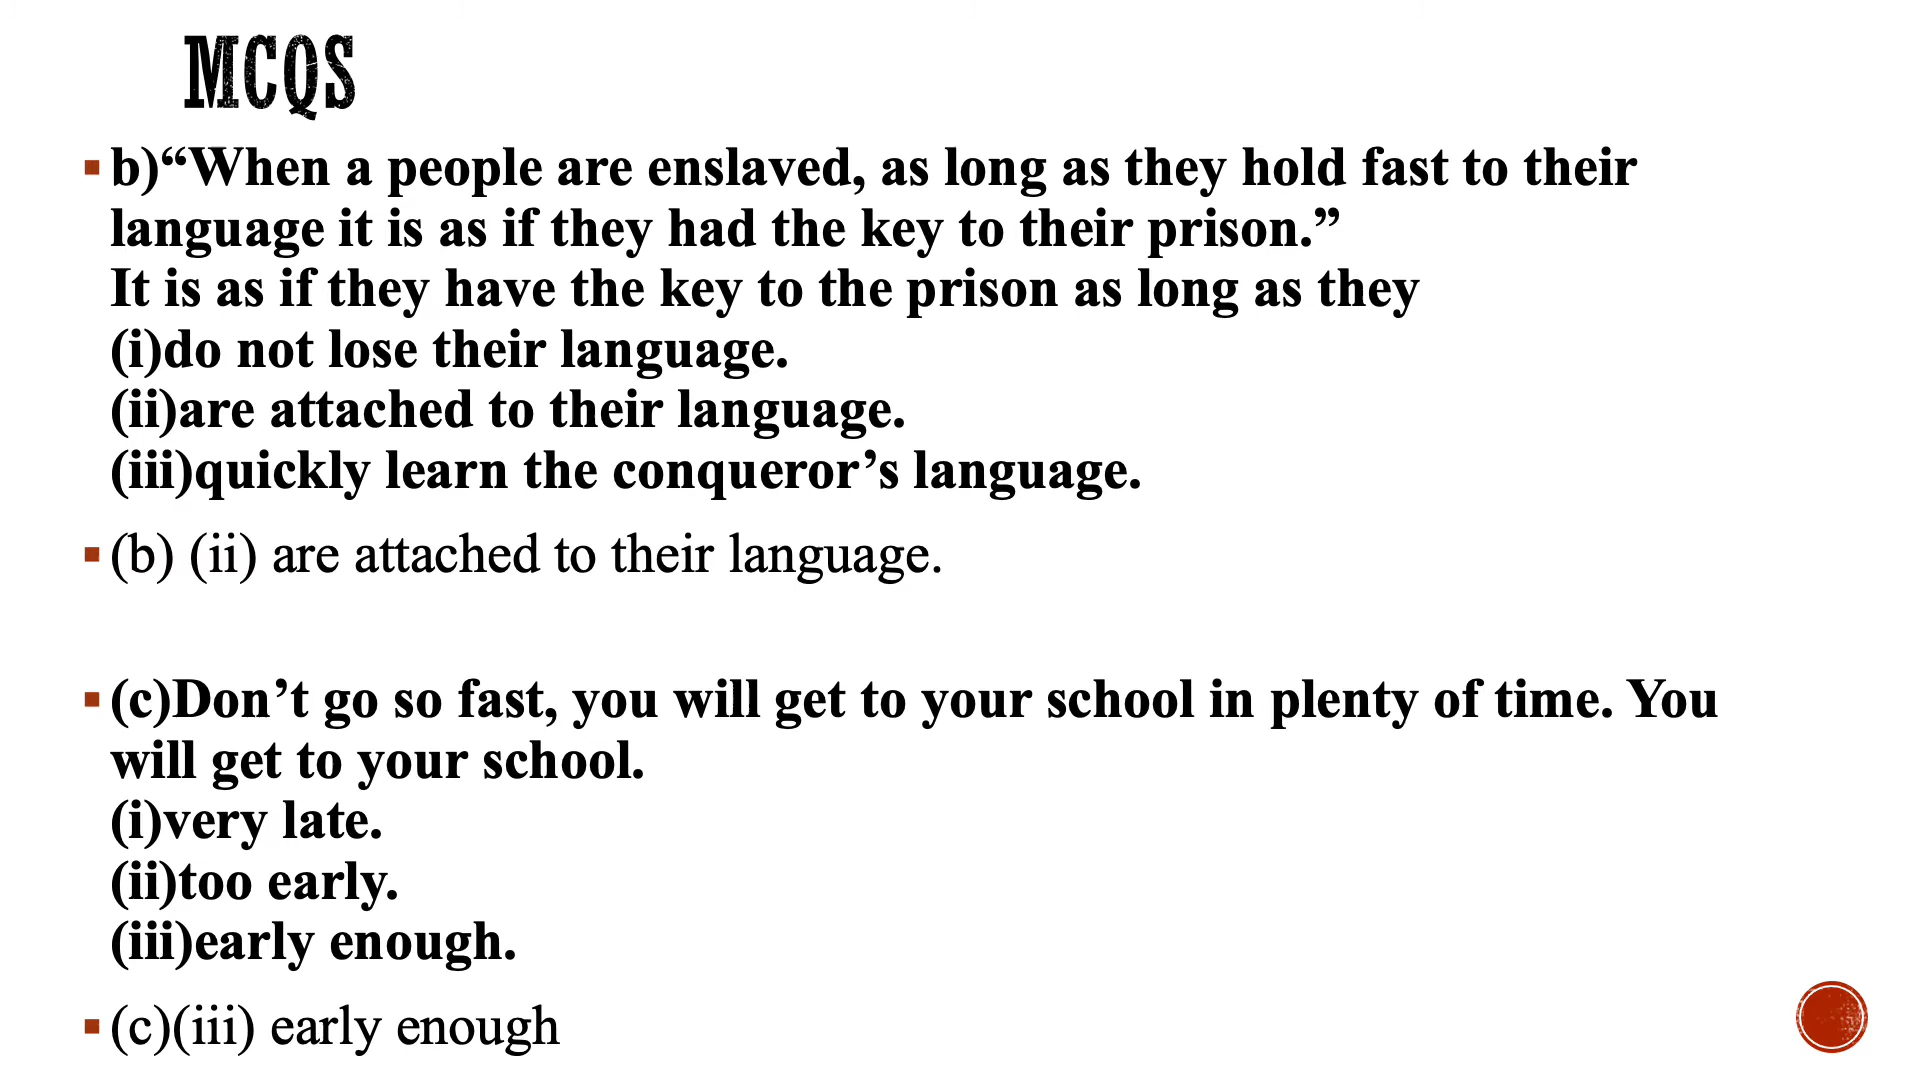 MCQS
b)“When a people are enslaved, as long as they hold fast to their
language it is as if they had the key to their prison.”
It is as if they have the key to the prison as long as they
(i)do not lose their language.
(ii)are attached to their language.
(iii)quickly learn the conqueror’s language.
(b) (ii) are attached to their language.
(c)Don’t go so fast, you will get to your school in plenty of time. You
will get to your school.
(i)very late.
(ii)too early.
(iii)early enough.
(c)(iii) early enough